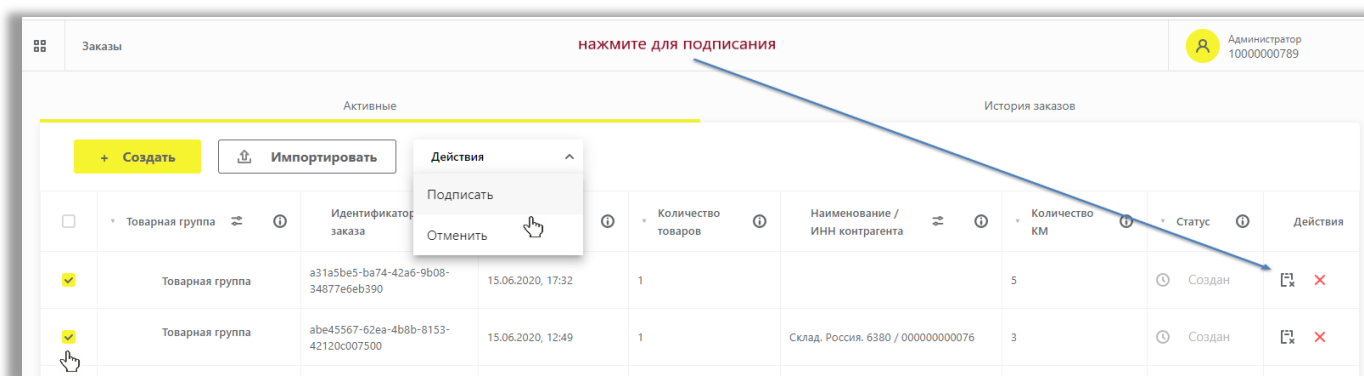 Заказы
нажмите для подписания
Администратор
10000000789
Активные
История заказов
+ Создать
Импортировать
Действия
Подписать
Отменить
Товарная группа
Идентификатор
заказа
Количество
товаров
Наименование /
ИНН контрагента
Количество
КМ
Статус
Действия
Товарная группа
a31a5be5-ba74-42a6-9b08-
34877e6eb390
15.06.2020, 17:32
1
5
Создан
Товарная группа
abe45567-62ea-4b8b-8153-
42120c007500
15.06.2020, 12:49
1
Склад. Россия. 6380 / 000000000076
3
Создан